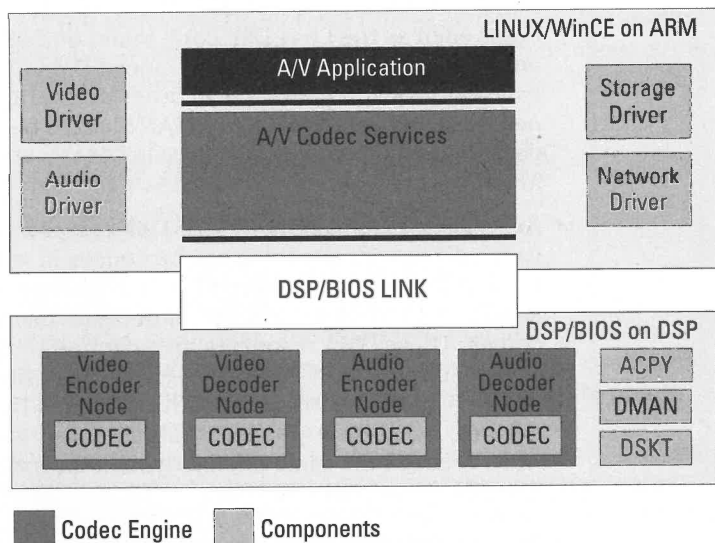 LINUX/WinCE on ARM
Video
Driver
Audio
Driver
A/V Application
A/V Codec Services
Storage
Driver
Network
Driver
DSP/BIOS LINK
DSP/BIOS on DSP
Video
Encoder
Node
CODEC
Video
Decoder
Node
CODEC
Audio
Encoder
Node
CODEC
Audio
Decoder
Node
CODEC
ACPY
DMAN
DSKT
Codec Engine
Components